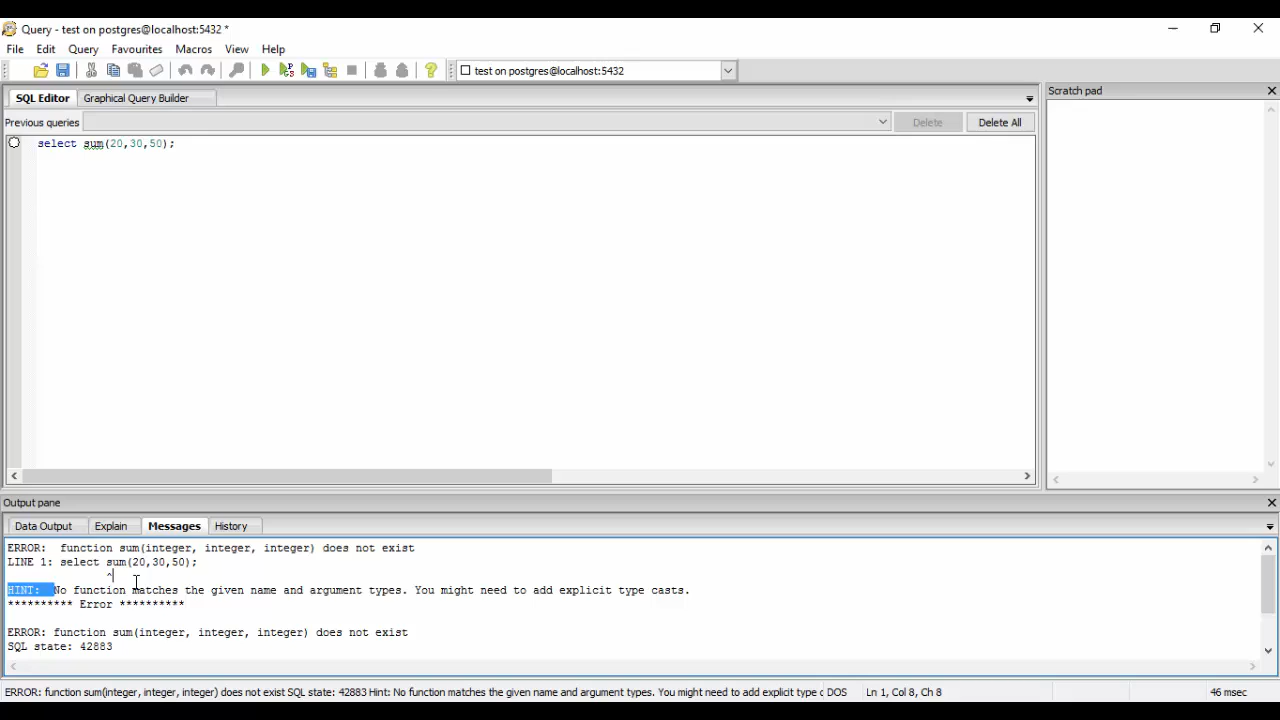 Query - test on postgres@localhost:5432 *
File Edit Query Favourites Macros View Help
test on postgres@localhost:5432
SQL Editor Graphical Query Builder
Scratch pad
Previous queries Delete Delete All
select sum(20,30,50);
Output pane
Data Output Explain Messages History
ERROR:  function sum(integer, integer, integer) does not exist
LINE 1: select sum(20,30,50);
^
HINT:  No function matches the given name and argument types. You might need to add explicit type casts.
********** Error **********
ERROR: function sum(integer, integer, integer) does not exist
SQL state: 42883
ERROR: function sum(integer, integer, integer) does not exist SQL state: 42883 Hint: No function matches the given name and argument types. You might need to add explicit type c DOS Ln 1, Col 8, Ch 8 46 msec